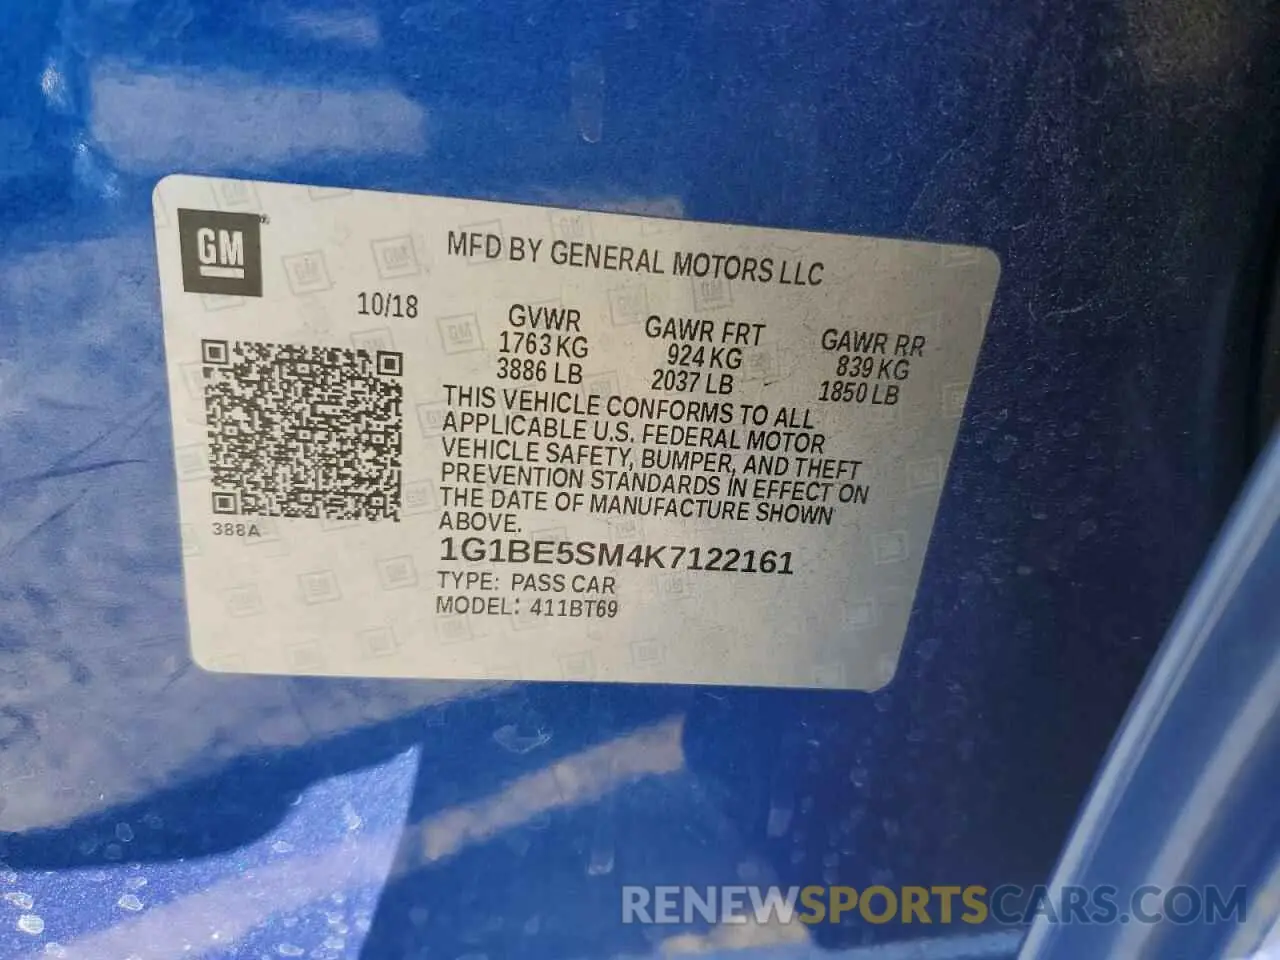 GM
MFD BY GENERAL MOTORS LLC
10/18
GVWR GAWR FRT GAWR RR
1763 KG 924 KG 839 KG
3886 LB 2037 LB 1850 LB
THIS VEHICLE CONFORMS TO ALL
APPLICABLE U.S. FEDERAL MOTOR
VEHICLE SAFETY, BUMPER, AND THEFT
PREVENTION STANDARDS IN EFFECT ON
THE DATE OF MANUFACTURE SHOWN
ABOVE.
388A
1G1BE5SM4K7122161
TYPE: PASS CAR
MODEL: 411BT69
RENEWSPORTSCARS.COM